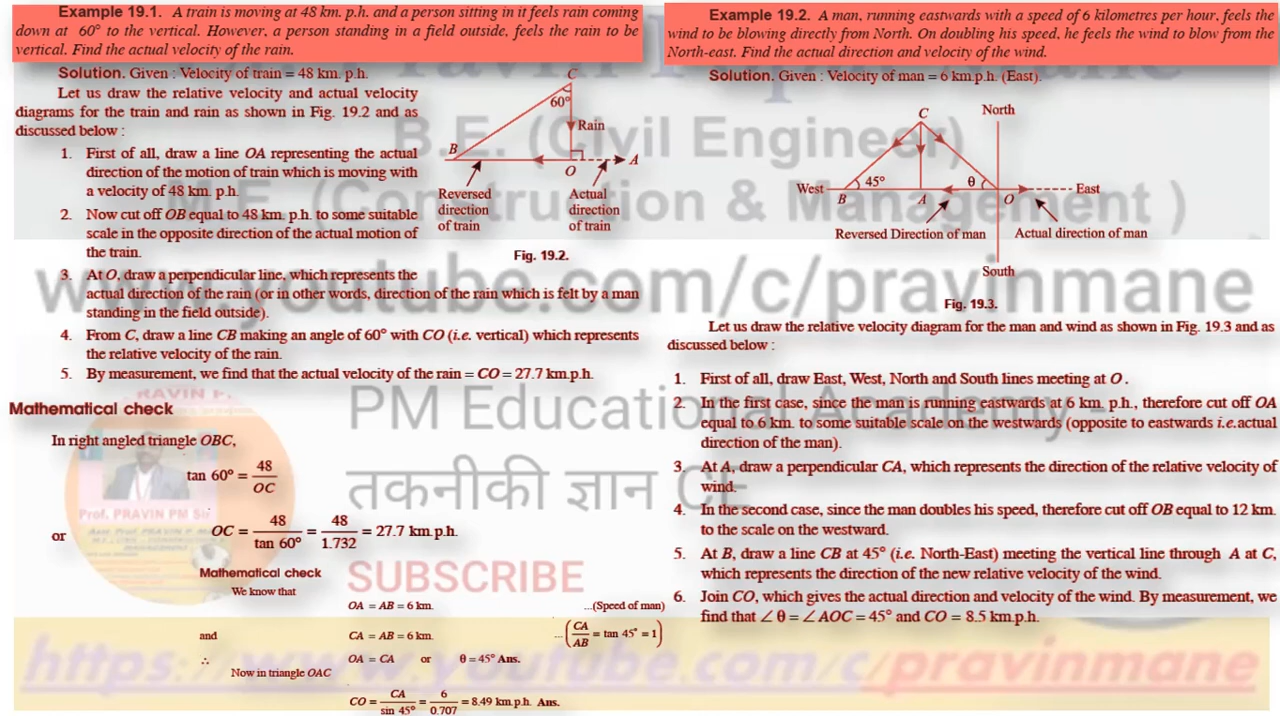 Example 19.1. A train is moving at 48 km. p.h. and a person sitting in it feels rain coming
down at 60° to the vertical. However, a person standing in a field outside, feels the rain to be
vertical. Find the actual velocity of the rain.
Solution. Given : Velocity of train = 48 km. p.h.
Let us draw the relative velocity and actual velocity
diagrams for the train and rain as shown in Fig. 19.2 and as
discussed below :
1. First of all, draw a line OA representing the actual
direction of the motion of train which is moving with
a velocity of 48 km. p.h.
2. Now cut off OB equal to 48 km. p.h. to some suitable
scale in the opposite direction of the actual motion of
the train.
3. At O, draw a perpendicular line, which represents the
actual direction of the rain (or in other words, direction of the rain which is felt by a man
standing in the field outside).
4. From C, draw a line CB making an angle of 60° with CO (i.e. vertical) which represents
the relative velocity of the rain.
5. By measurement, we find that the actual velocity of the rain = CO = 27.7 km.p.h.
C
60°
Rain
B
A
O
Reversed
direction
of train
Actual
direction
of train
Fig. 19.2.
Mathematical check
In right angled triangle OBC,
tan 60° = 48 / OC
or OC = 48 / tan 60° = 48 / 1.732 = 27.7 km.p.h.
Mathematical check
We know that
OA = AB = 6 km. ...(Speed of man)
and CA = AB = 6 km. ...(CA / AB = tan 45° = 1)
∴ OA = CA or θ = 45° Ans.
Now in triangle OAC
CO = CA / sin 45° = 6 / 0.707 = 8.49 km.p.h. Ans.
Example 19.2. A man, running eastwards with a speed of 6 kilometres per hour, feels the
wind to be blowing directly from North. On doubling his speed, he feels the wind to blow from the
North-east. Find the actual direction and velocity of the wind.
Solution. Given : Velocity of man = 6 km.p.h. (East).
C
North
West
45°
θ
East
B
A
O
Reversed Direction of man
Actual direction of man
South
Fig. 19.3.
Let us draw the relative velocity diagram for the man and wind as shown in Fig. 19.3 and as
discussed below :
1. First of all, draw East, West, North and South lines meeting at O .
2. In the first case, since the man is running eastwards at 6 km. p.h., therefore cut off OA
equal to 6 km. to some suitable scale on the westwards (opposite to eastwards i.e.actual
direction of the man).
3. At A, draw a perpendicular CA, which represents the direction of the relative velocity of
wind.
4. In the second case, since the man doubles his speed, therefore cut off OB equal to 12 km.
to the scale on the westward.
5. At B, draw a line CB at 45° (i.e. North-East) meeting the vertical line through A at C,
which represents the direction of the new relative velocity of the wind.
6. Join CO, which gives the actual direction and velocity of the wind. By measurement, we
find that ∠ θ = ∠ AOC = 45° and CO = 8.5 km.p.h.
B.E. (Civil Engineer)
M.E. (Construction & Management )
www.youtube.com/c/pravinmane
PM Educational Academy -
तकनीकी ज्ञान CE
SUBSCRIBE
Prof. PRAVIN PM Sir
https://www.youtube.com/c/pravinmane